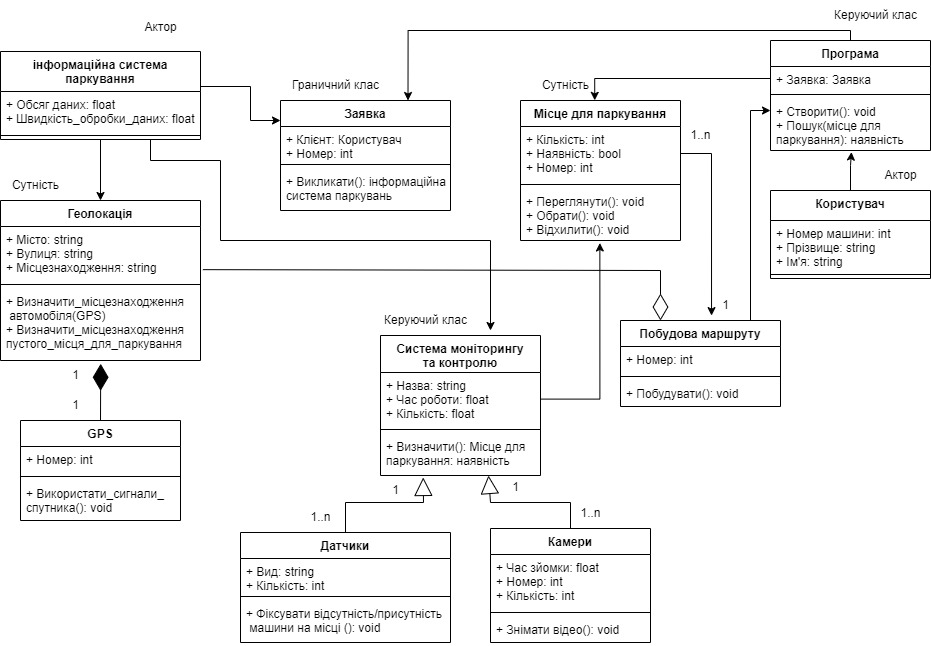 Актор
Керуючий клас
інформаційна система
паркування
+ Обсяг даних: float
+ Швидкість_обробки_даних: float
Граничний клас
Заявка
+ Клієнт: Користувач
+ Номер: int
+ Викликати(): інформаційна
система паркувань
Сутність
Місце для паркування
+ Кількість: int
+ Наявність: bool
+ Номер: int
+ Переглянути(): void
+ Обрати(): void
+ Відхилити(): void
1..n
Програма
+ Заявка: Заявка
+ Створити(): void
+ Пошук(місце для
паркування): наявність
Актор
Користувач
+ Номер машини: int
+ Прізвище: string
+ Ім'я: string
Сутність
Геолокація
+ Місто: string
+ Вулиця: string
+ Місцезнаходження: string
+ Визначити_місцезнаходження
автомобіля(GPS)
+ Визначити_місцезнаходження
пустого_місця_для_паркування
1
1
GPS
+ Номер: int
+ Використати_сигнали_
спутника(): void
Керуючий клас
Система моніторингу
та контролю
+ Назва: string
+ Час роботи: float
+ Кількість: float
+ Визначити(): Місце для
паркування: наявність
1
Побудова маршруту
+ Номер: int
+ Побудувати(): void
1
1
1..n
1..n
Датчики
+ Вид: string
+ Кількість: int
+ Фіксувати відсутність/присутність
машини на місці (): void
Камери
+ Час зйомки: float
+ Номер: int
+ Кількість: int
+ Знімати відео(): void